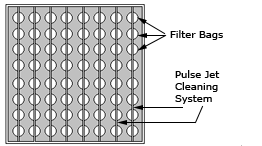 Filter Bags
Pulse Jet
Cleaning
System